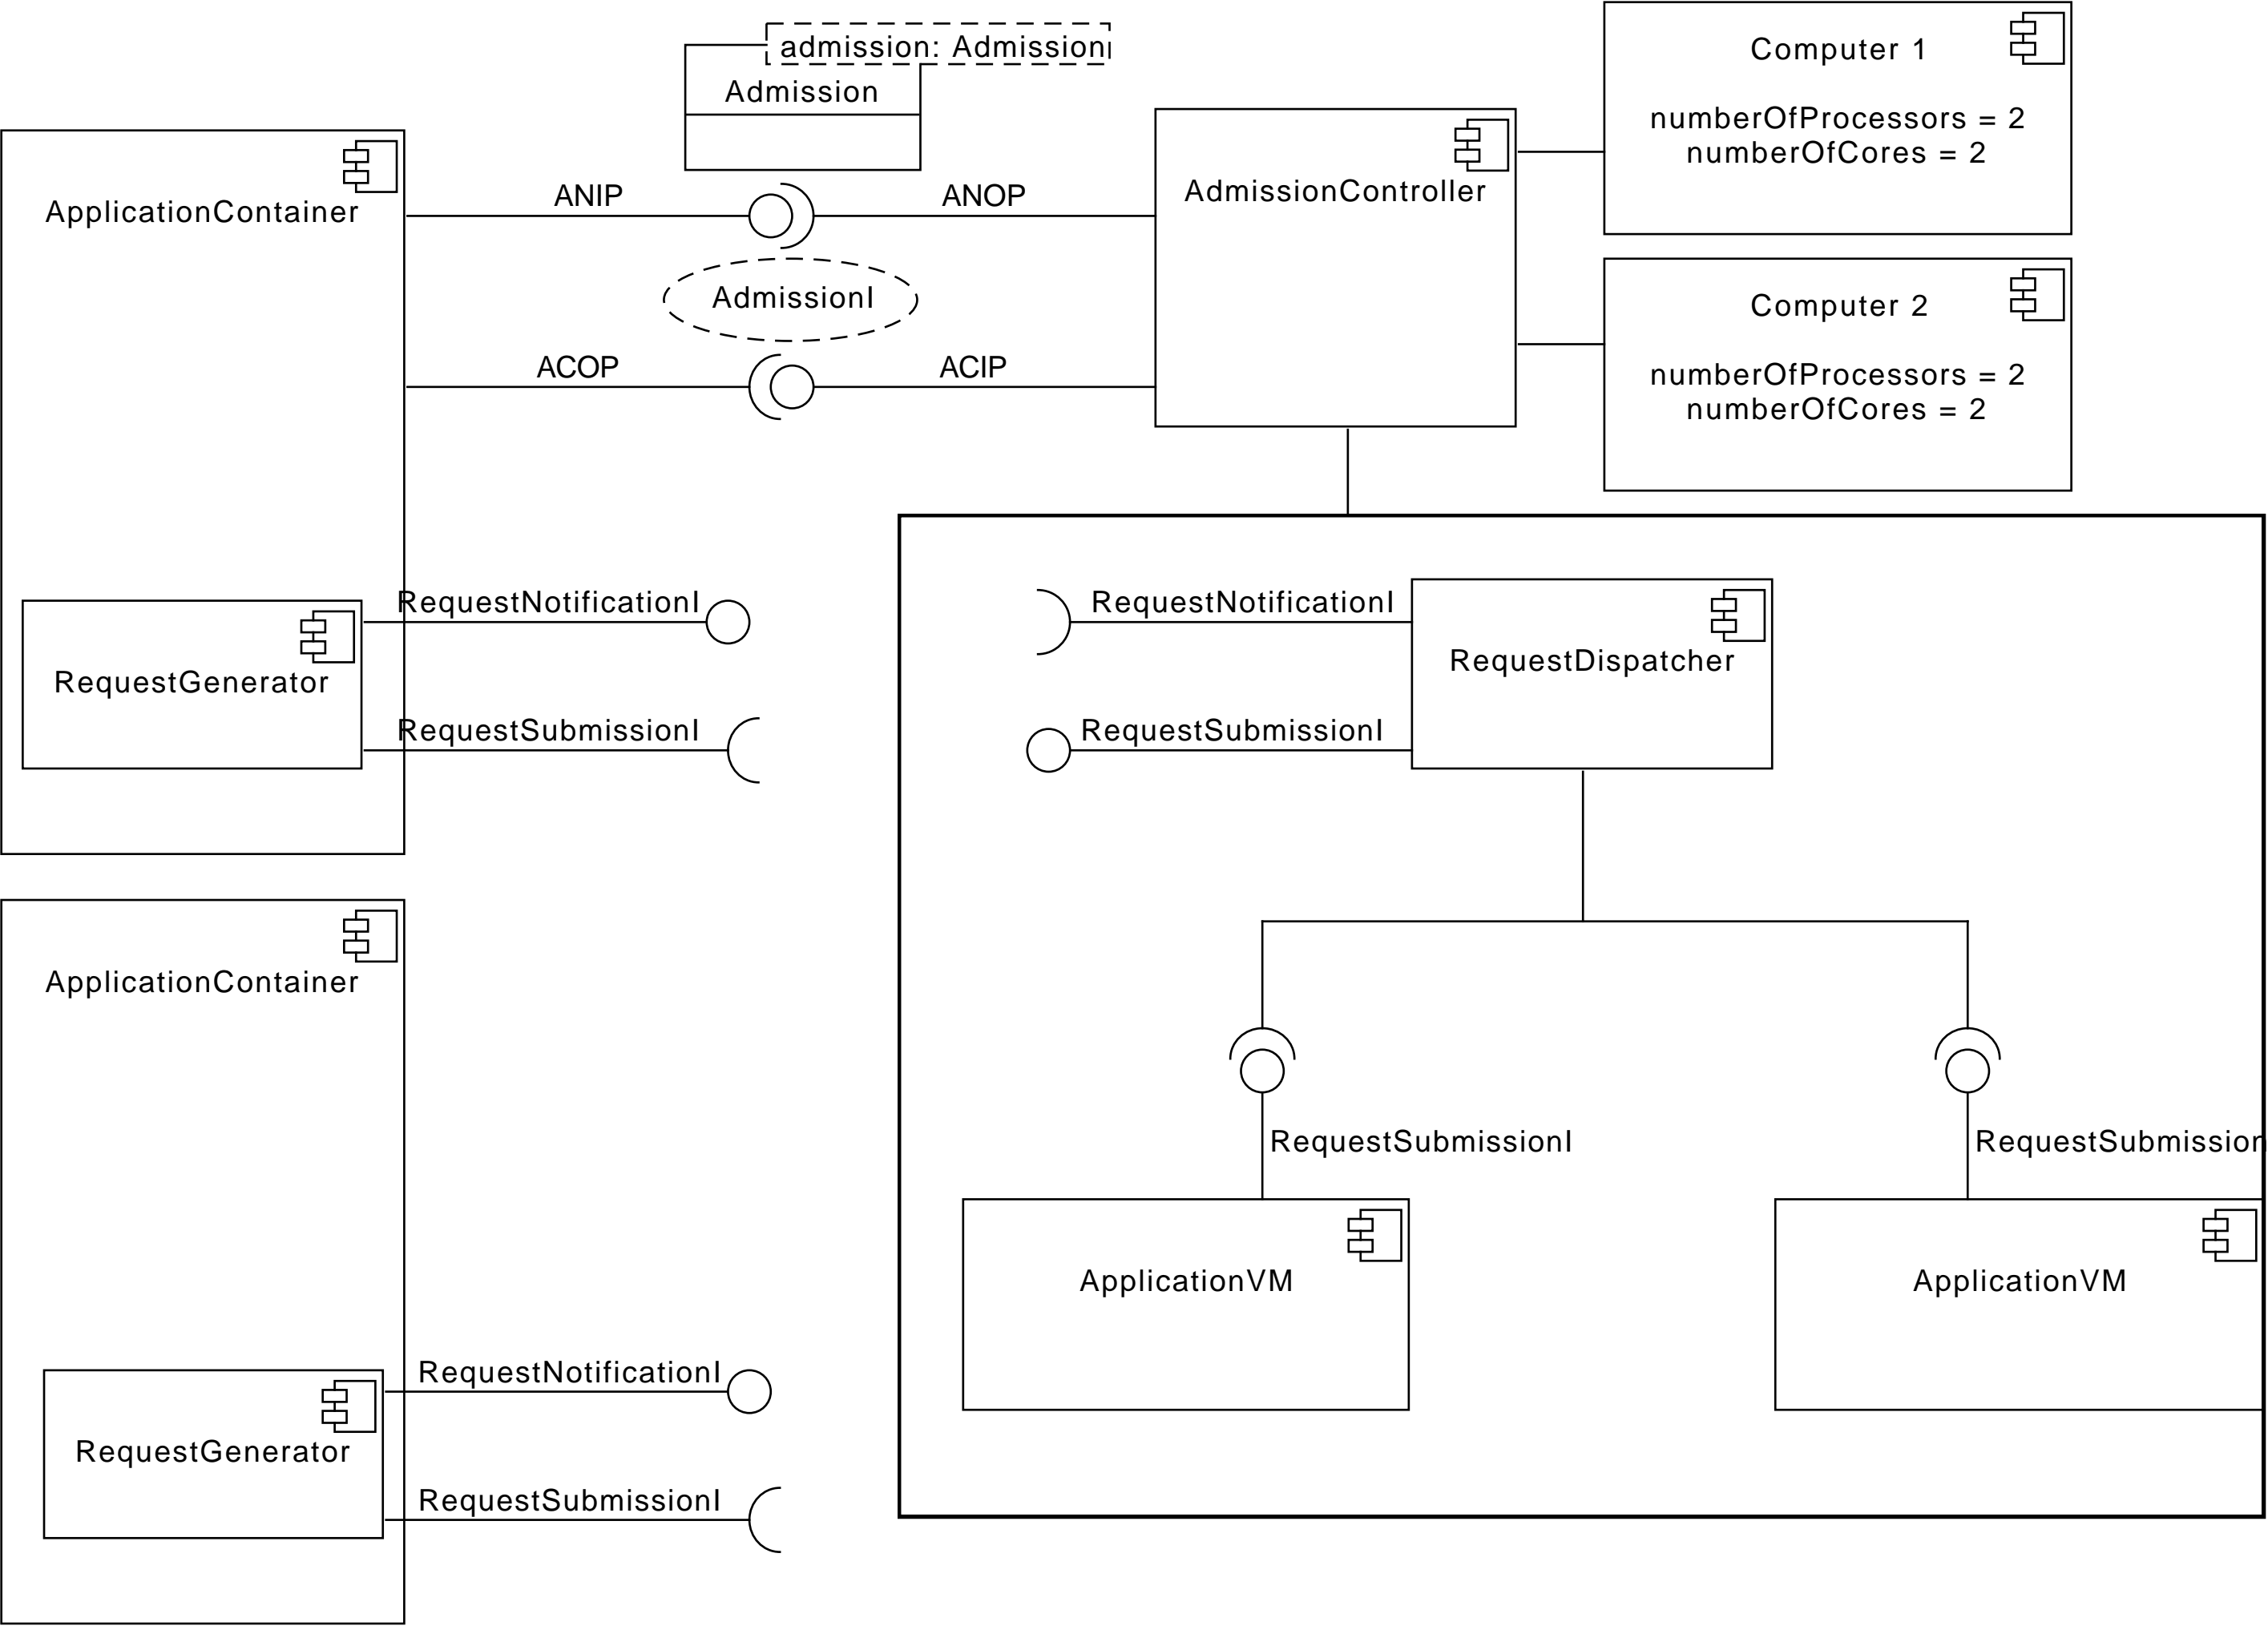 admission: Admission
Admission
Computer 1
numberOfProcessors = 2
numberOfCores = 2
ApplicationContainer
ANIP
ANOP
AdmissionController
AdmissionI
Computer 2
numberOfProcessors = 2
numberOfCores = 2
ACOP
ACIP
RequestNotificationI
RequestNotificationI
RequestGenerator
RequestDispatcher
RequestSubmissionI
RequestSubmissionI
ApplicationContainer
RequestSubmissionI
RequestSubmission
ApplicationVM
ApplicationVM
RequestNotificationI
RequestGenerator
RequestSubmissionI